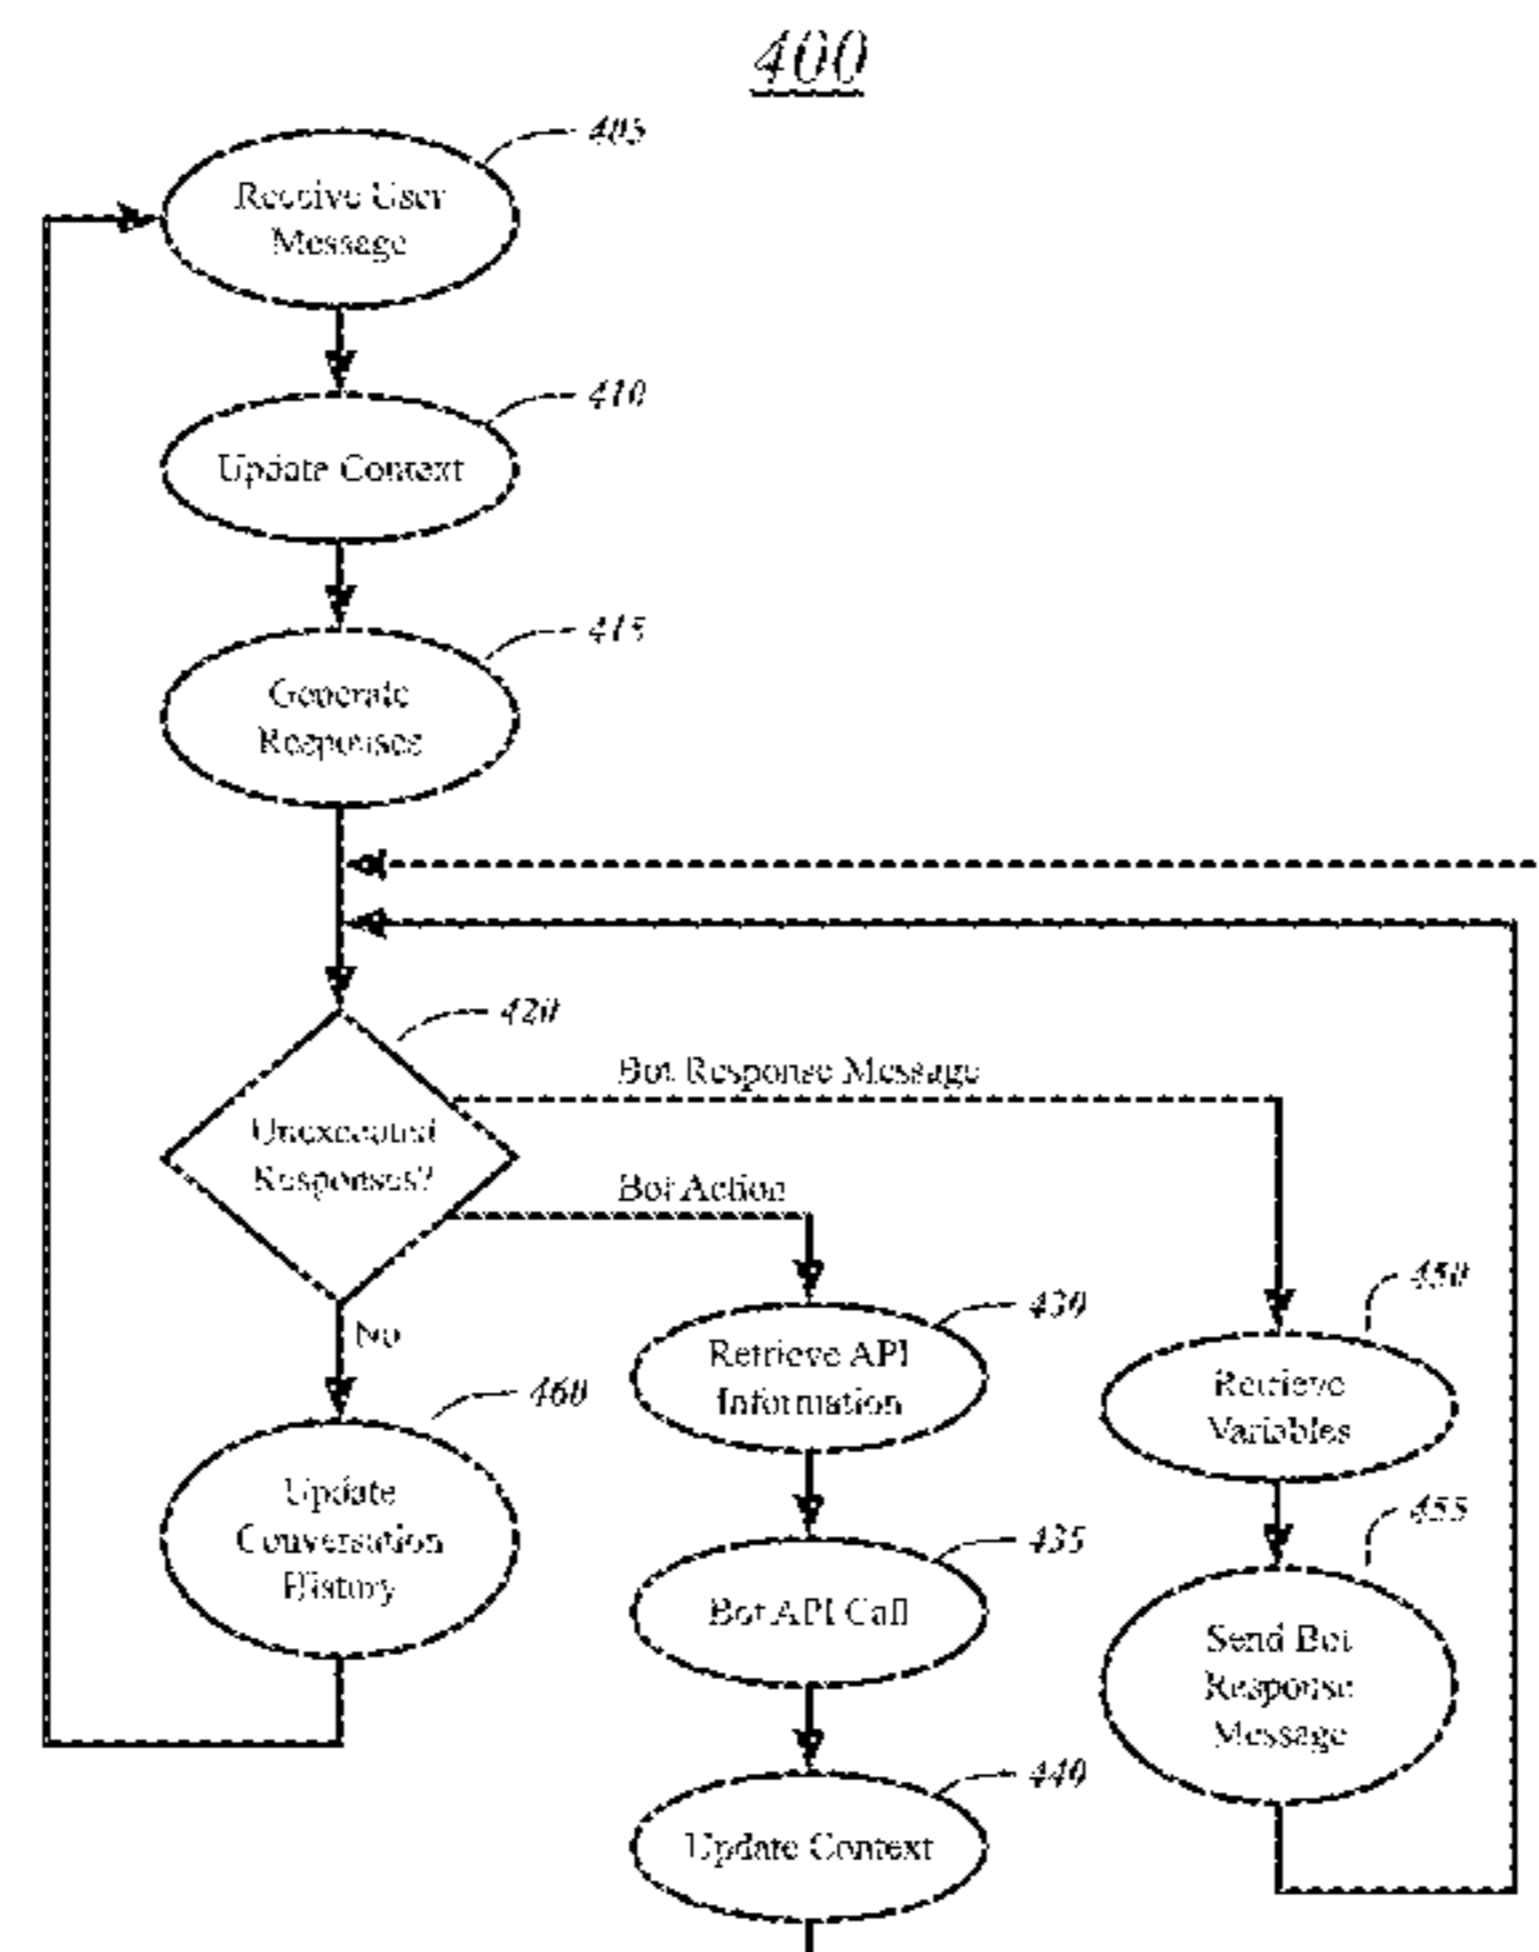 400
405
Receive User
Message
410
Update Context
415
Generate
Responses
420
Unexecuted
Responses?
Bot Response Message
Bot Action
No
430
Retrieve API
Information
450
Retrieve
Variables
460
Update
Conversation
History
435
Bot API Call
455
Send Bot
Response
Message
440
Update Context